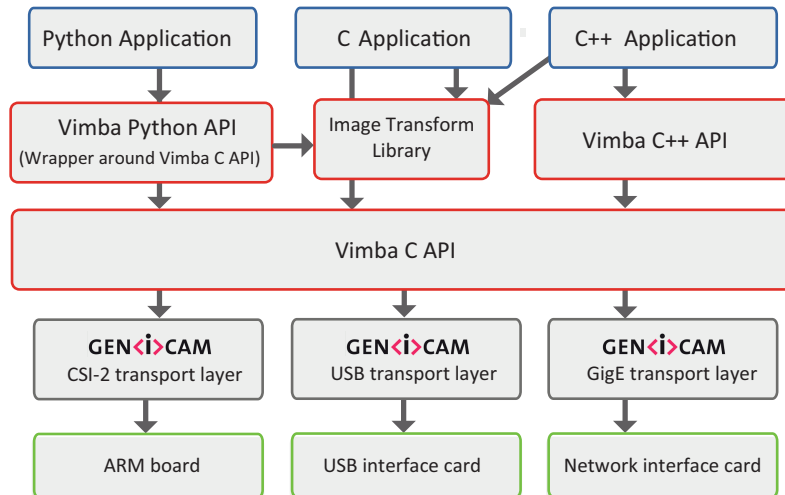 Python Application
C Application
C++ Application
Vimba Python API
(Wrapper around Vimba C API)
Image Transform
Library
Vimba C++ API
Vimba C API
GEN<i>CAM
CSI-2 transport layer
GEN<i>CAM
USB transport layer
GEN<i>CAM
GigE transport layer
ARM board
USB interface card
Network interface card